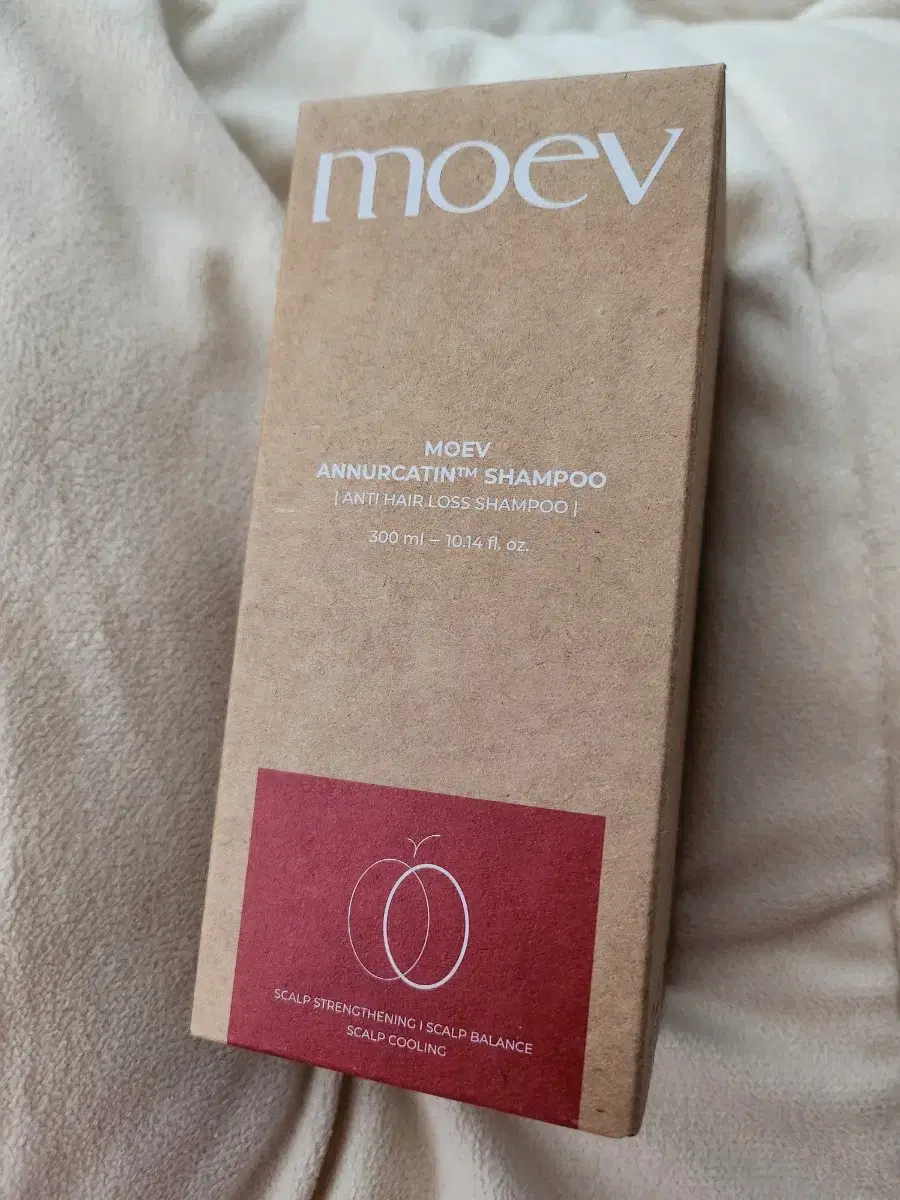 moev
MOEV
ANNURCATIN™ SHAMPOO
| ANTI HAIR LOSS SHAMPOO |
300 ml – 10.14 fl, oz.
SCALP STRENGTHENING | SCALP BALANCE
SCALP COOLING